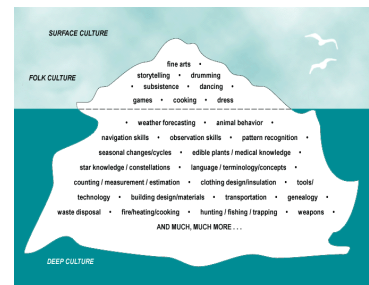 SURFACE CULTURE
fine arts •
FOLK CULTURE
storytelling • drumming
• subsistence • dancing •
games • cooking • dress
• weather forecasting • animal behavior •
navigation skills • observation skills • pattern recognition •
seasonal changes/cycles • edible plants / medical knowledge •
star knowledge / constellations • language / terminology/concepts •
counting / measurement / estimation • clothing design/insulation • tools/
technology • building design/materials • transportation • genealogy •
waste disposal • fire/heating/cooking • hunting / fishing / trapping • weapons •
AND MUCH, MUCH MORE . . .
DEEP CULTURE